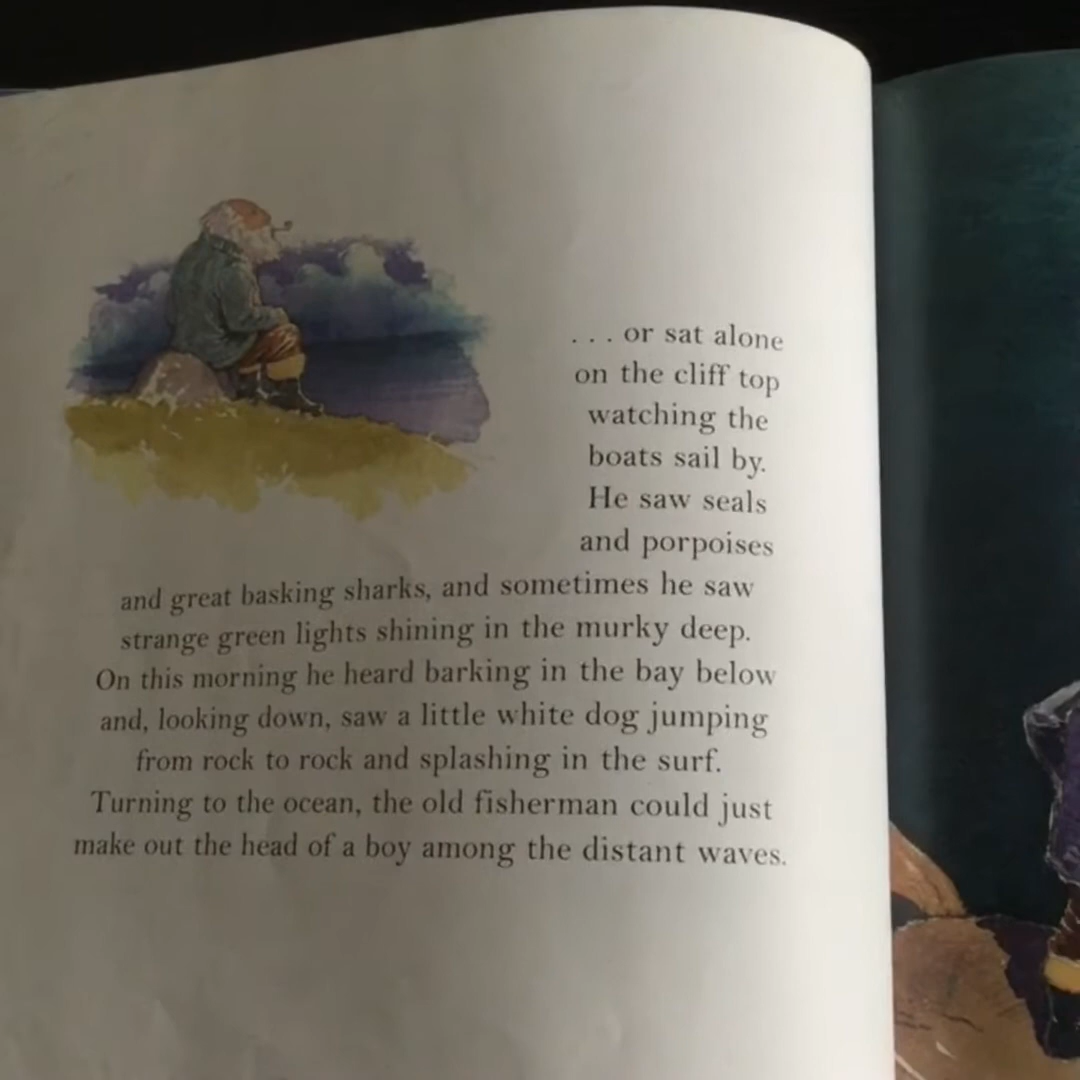 . . . or sat alone
on the cliff top
watching the
boats sail by.
He saw seals
and porpoises
and great basking sharks, and sometimes he saw
strange green lights shining in the murky deep.
On this morning he heard barking in the bay below
and, looking down, saw a little white dog jumping
from rock to rock and splashing in the surf.
Turning to the ocean, the old fisherman could just
make out the head of a boy among the distant waves.